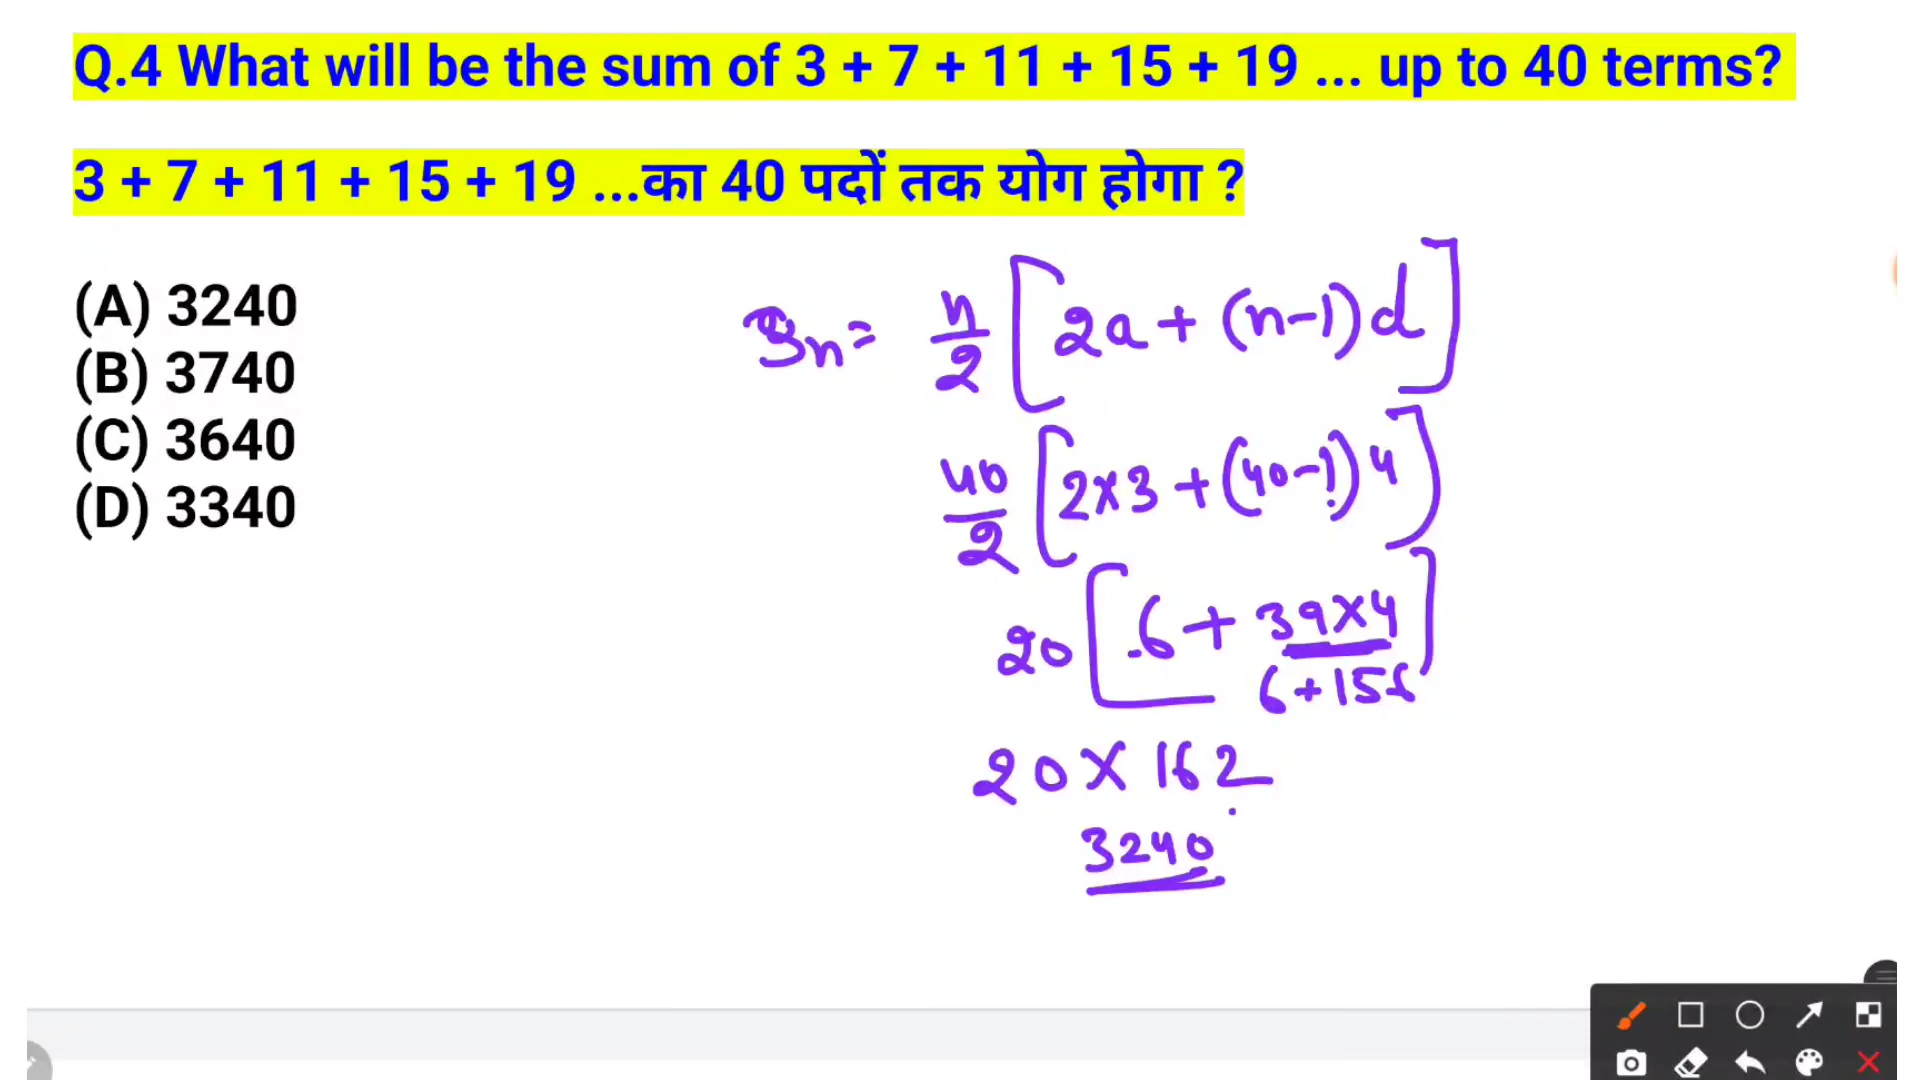 Q.4 What will be the sum of 3 + 7 + 11 + 15 + 19 ... up to 40 terms?
3 + 7 + 11 + 15 + 19 ...का 40 पदों तक योग होगा ?
(A) 3240
(B) 3740
(C) 3640
(D) 3340
Sn = n/2 [2a + (n-1)d]
40/2 [2×3 + (40-1)4]
20 [6 + 39×4]
6+156
20 × 162
3240